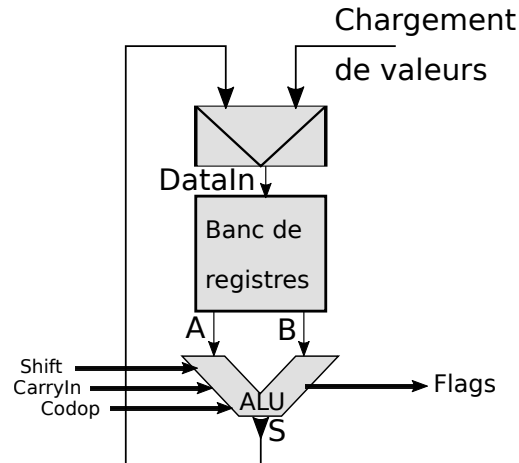 Chargement
de valeurs
DataIn
Banc de
registres
A
B
Shift
CarryIn
Codop
ALU
Flags
S